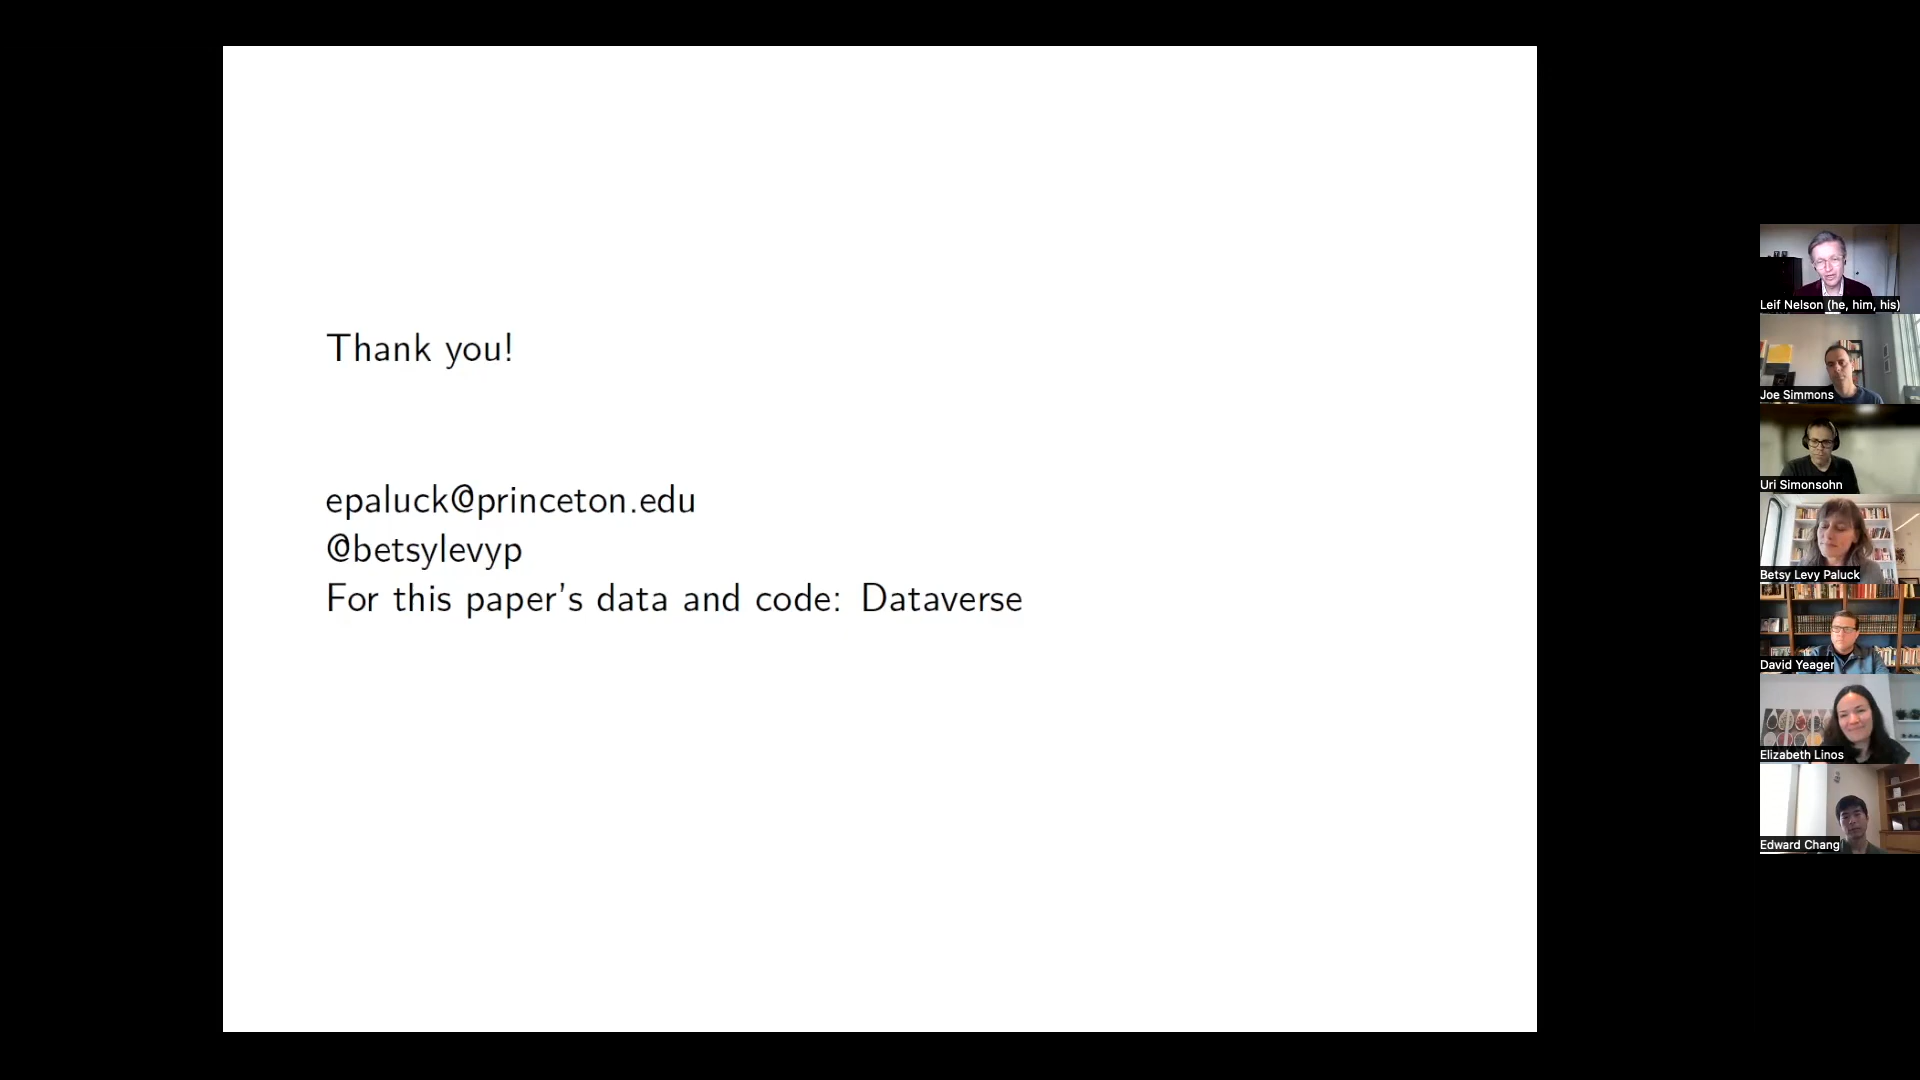 Thank you!
epaluck@princeton.edu
@betsylevyp
For this paper's data and code: Dataverse
Leif Nelson (he, him, his)
Joe Simmons
Uri Simonsohn
Betsy Levy Paluck
David Yeager
Elizabeth Linos
Edward Chang